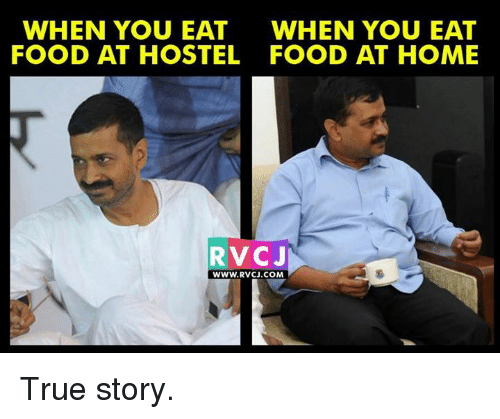 WHEN YOU EAT
FOOD AT HOSTEL
WHEN YOU EAT
FOOD AT HOME
र
RVCJ
WWW.RVCJ.COM
True story.